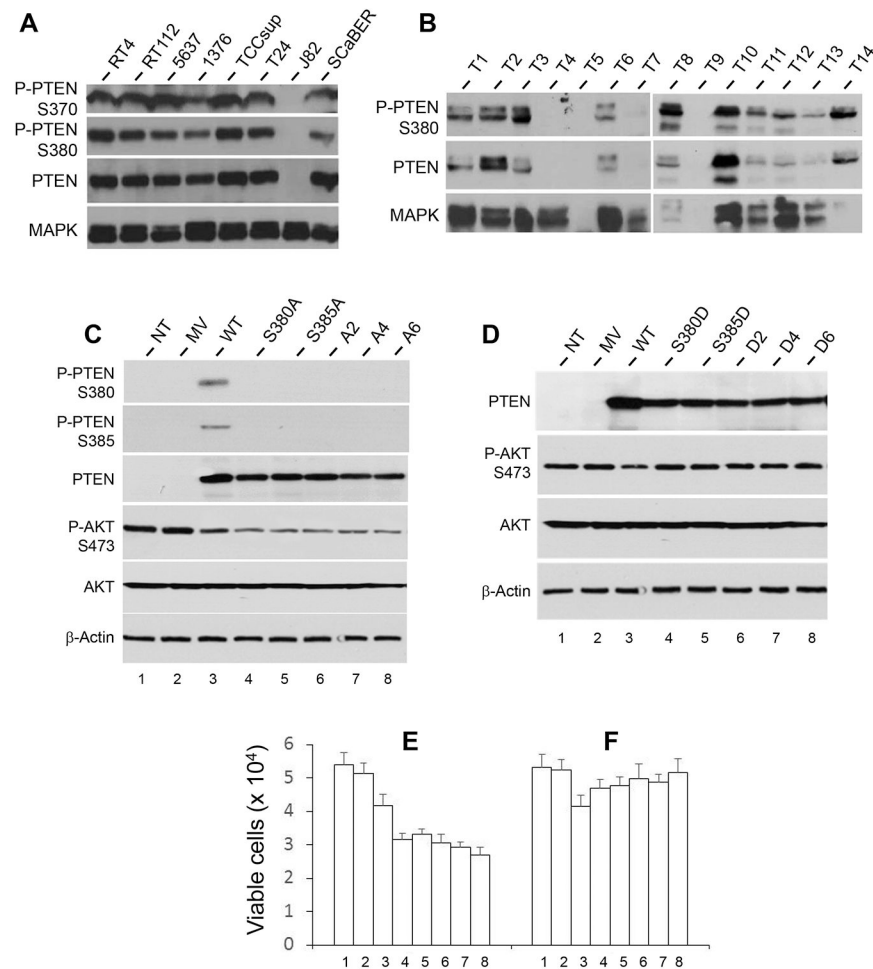 A
RT4
RT112
5637
1376
TCCsup
T24
J82
SCaBER
P-PTEN
S370
P-PTEN
S380
PTEN
MAPK
B
T1
T2
T3
T4
T5
T6
T7
T8
T9
T10
T11
T12
T13
T14
P-PTEN
S380
PTEN
MAPK
C
NT
MV
WT
S380A
S385A
A2
A4
A6
P-PTEN
S380
P-PTEN
S385
PTEN
P-AKT
S473
AKT
β-Actin
1 2 3 4 5 6 7 8
D
NT
MV
WT
S380D
S385D
D2
D4
D6
PTEN
P-AKT
S473
AKT
β-Actin
1 2 3 4 5 6 7 8
E
F
Viable cells (x 10⁴)
6
5
4
3
2
1
0
1 2 3 4 5 6 7 8
1 2 3 4 5 6 7 8